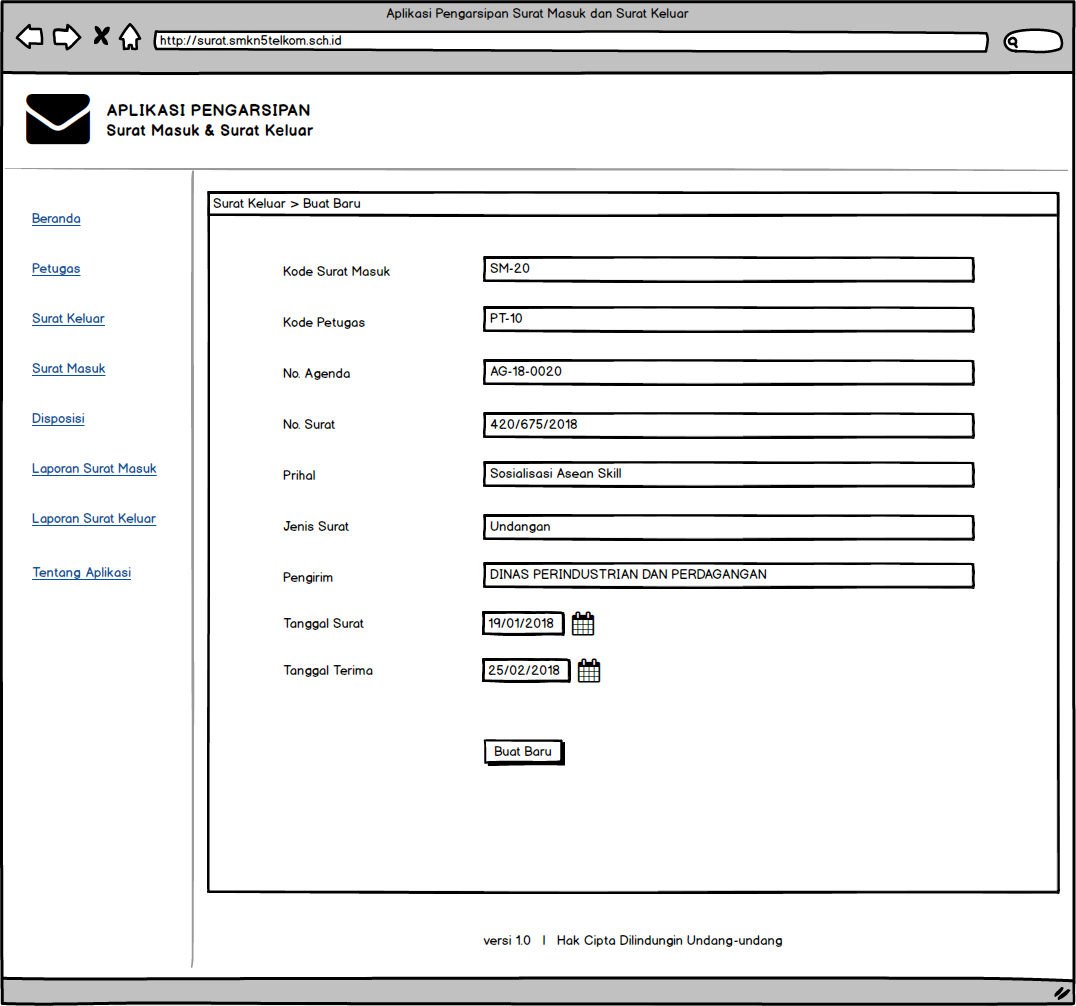 Aplikasi Pengarsipan Surat Masuk dan Surat Keluar
http://surat.smkn5telkom.sch.id
APLIKASI PENGARSIPAN
Surat Masuk & Surat Keluar
Beranda
Petugas
Surat Keluar
Surat Masuk
Disposisi
Laporan Surat Masuk
Laporan Surat Keluar
Tentang Aplikasi
Surat Keluar > Buat Baru
Kode Surat Masuk SM-20
Kode Petugas PT-10
No. Agenda AG-18-0020
No. Surat 420/675/2018
Prihal Sosialisasi Asean Skill
Jenis Surat Undangan
Pengirim DINAS PERINDUSTRIAN DAN PERDAGANGAN
Tanggal Surat 19/01/2018
Tanggal Terima 25/02/2018
Buat Baru
versi 1.0 | Hak Cipta Dilindungin Undang-undang